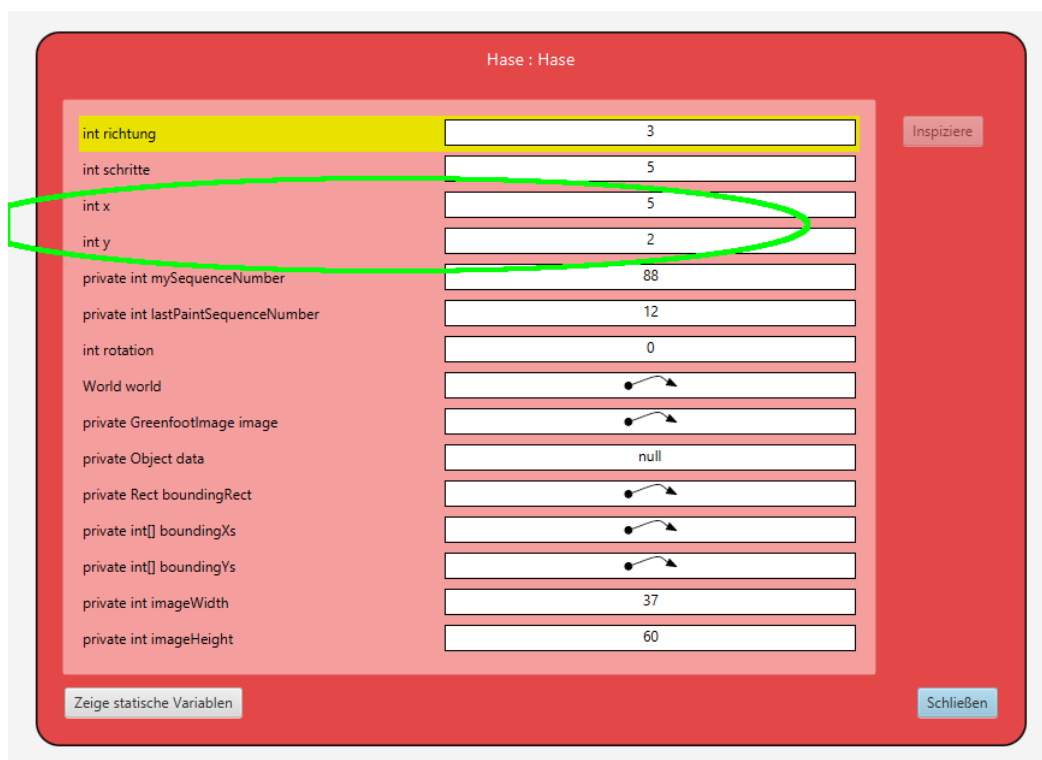 Hase : Hase
int richtung 3
Inspiziere
int schritte 5
int x 5
int y 2
private int mySequenceNumber 88
private int lastPaintSequenceNumber 12
int rotation 0
World world
private GreenfootImage image
private Object data null
private Rect boundingRect
private int[] boundingXs
private int[] boundingYs
private int imageWidth 37
private int imageHeight 60
Zeige statische Variablen
Schließen